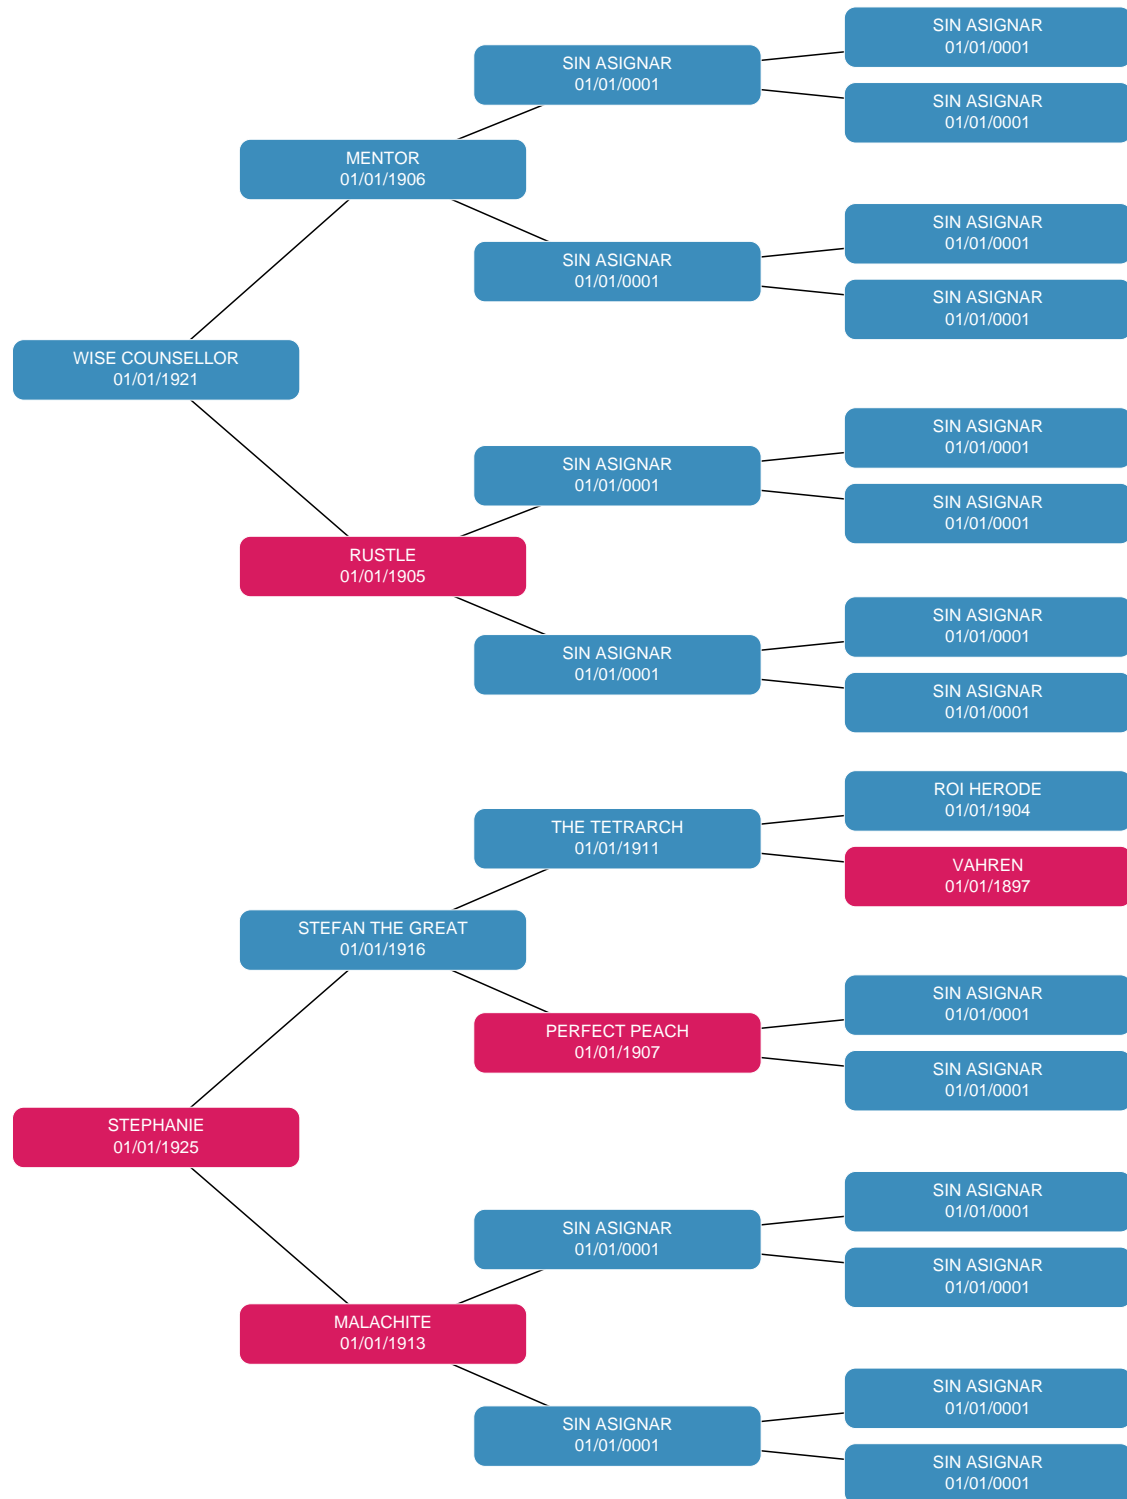 SIN ASIGNAR
01/01/0001
SIN ASIGNAR
01/01/0001
SIN ASIGNAR
01/01/0001
MENTOR
01/01/1906
SIN ASIGNAR
01/01/0001
SIN ASIGNAR
01/01/0001
SIN ASIGNAR
01/01/0001
WISE COUNSELLOR
01/01/1921
SIN ASIGNAR
01/01/0001
SIN ASIGNAR
01/01/0001
SIN ASIGNAR
01/01/0001
RUSTLE
01/01/1905
SIN ASIGNAR
01/01/0001
SIN ASIGNAR
01/01/0001
SIN ASIGNAR
01/01/0001
ROI HERODE
01/01/1904
THE TETRARCH
01/01/1911
VAHREN
01/01/1897
STEFAN THE GREAT
01/01/1916
SIN ASIGNAR
01/01/0001
PERFECT PEACH
01/01/1907
SIN ASIGNAR
01/01/0001
STEPHANIE
01/01/1925
SIN ASIGNAR
01/01/0001
SIN ASIGNAR
01/01/0001
SIN ASIGNAR
01/01/0001
MALACHITE
01/01/1913
SIN ASIGNAR
01/01/0001
SIN ASIGNAR
01/01/0001
SIN ASIGNAR
01/01/0001